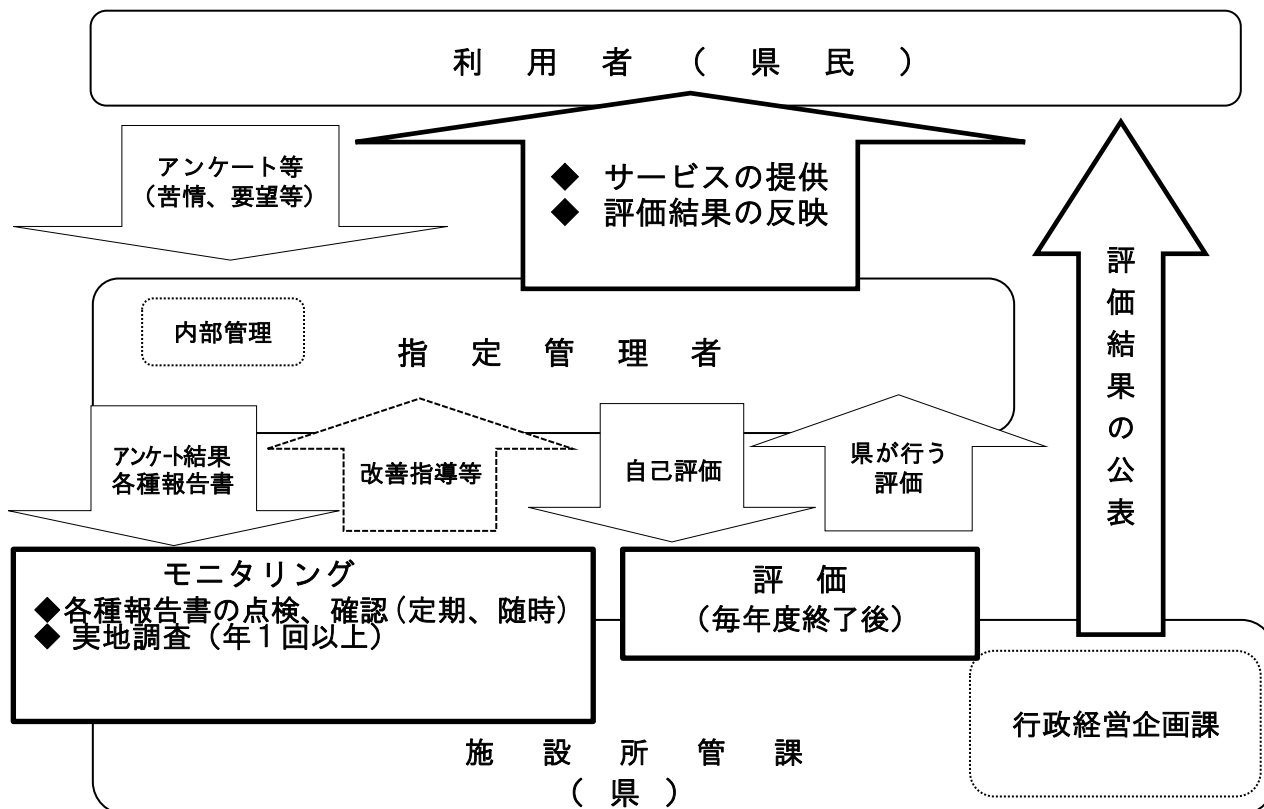 利用者（県民）
アンケート等
（苦情、要望等）
◆ サービスの提供
◆ 評価結果の反映
評価結果の公表
内部管理
指定管理者
アンケート結果
各種報告書
改善指導等
自己評価
県が行う
評価
モニタリング
◆各種報告書の点検、確認（定期、随時）
◆ 実地調査（年１回以上）
評価
（毎年度終了後）
行政経営企画課
施設所管課
（県）